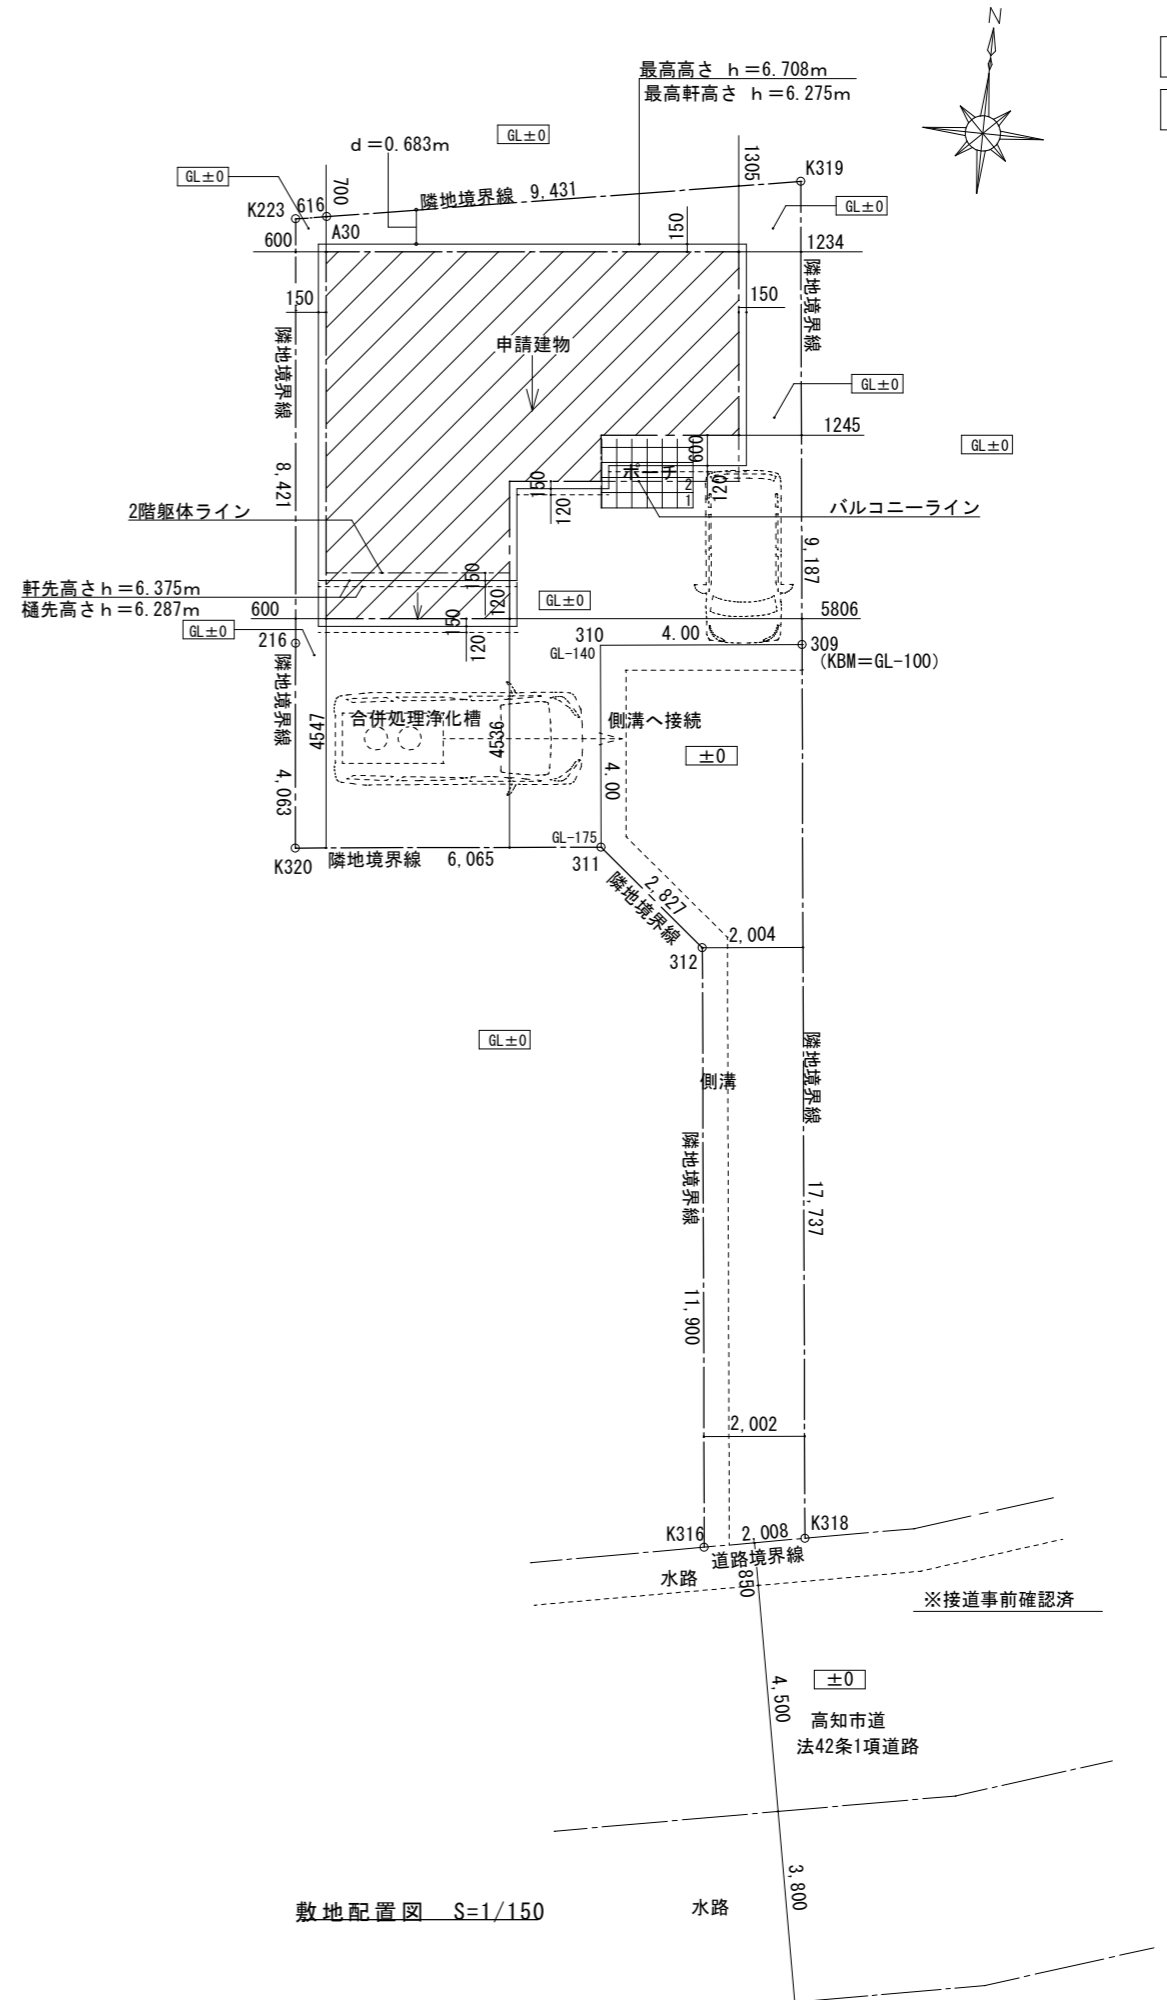 N
最高高さ h=6.708m
最高軒高さ h=6.275m
GL±0
d=0.683m
1305
K319
GL±0
700
隣地境界線 9,431
K223
616
A30
GL±0
600
150
1234
隣地境界線
150
150
隣地境界線
申請建物
GL±0
1245
GL±0
600
ポーチ
2
1
120
8,421
150
120
2階躯体ライン
バルコニーライン
9,187
軒先高さh=6.375m
樋先高さh=6.287m
150
120
GL±0
600
5806
GL±0
150
120
216
310
4.00
GL-140
309
(KBM=GL-100)
隣地境界線
4547
合併処理浄化槽
4536
側溝へ接続
±0
4.00
4,063
GL-175
K320
隣地境界線 6,065
311
2,827
隣地境界線
2,004
312
GL±0
側溝
隣地境界線
隣地境界線
17,737
11,900
2,002
K316
2,008
K318
道路境界線
水路
850
※接道事前確認済
4,500
±0
高知市道
法42条1項道路
3,800
敷地配置図 S=1/150
水路